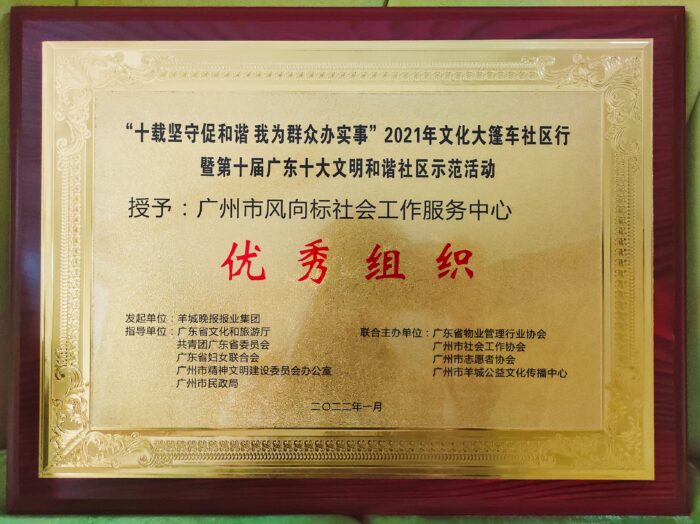 “十载坚守促和谐 我为群众办实事”2021年文化大篷车社区行
暨第十届广东十大文明和谐社区示范活动
授予：广州市风向标社会工作服务中心
优秀组织
发起单位：羊城晚报报业集团
指导单位：广东省文化和旅游厅
共青团广东省委员会
广东省妇女联合会
广州市精神文明建设委员会办公室
广州市民政局
联合主办单位：广东省物业管理行业协会
广州市社会工作协会
广州市志愿者协会
广州市羊城公益文化传播中心
二〇二二年一月